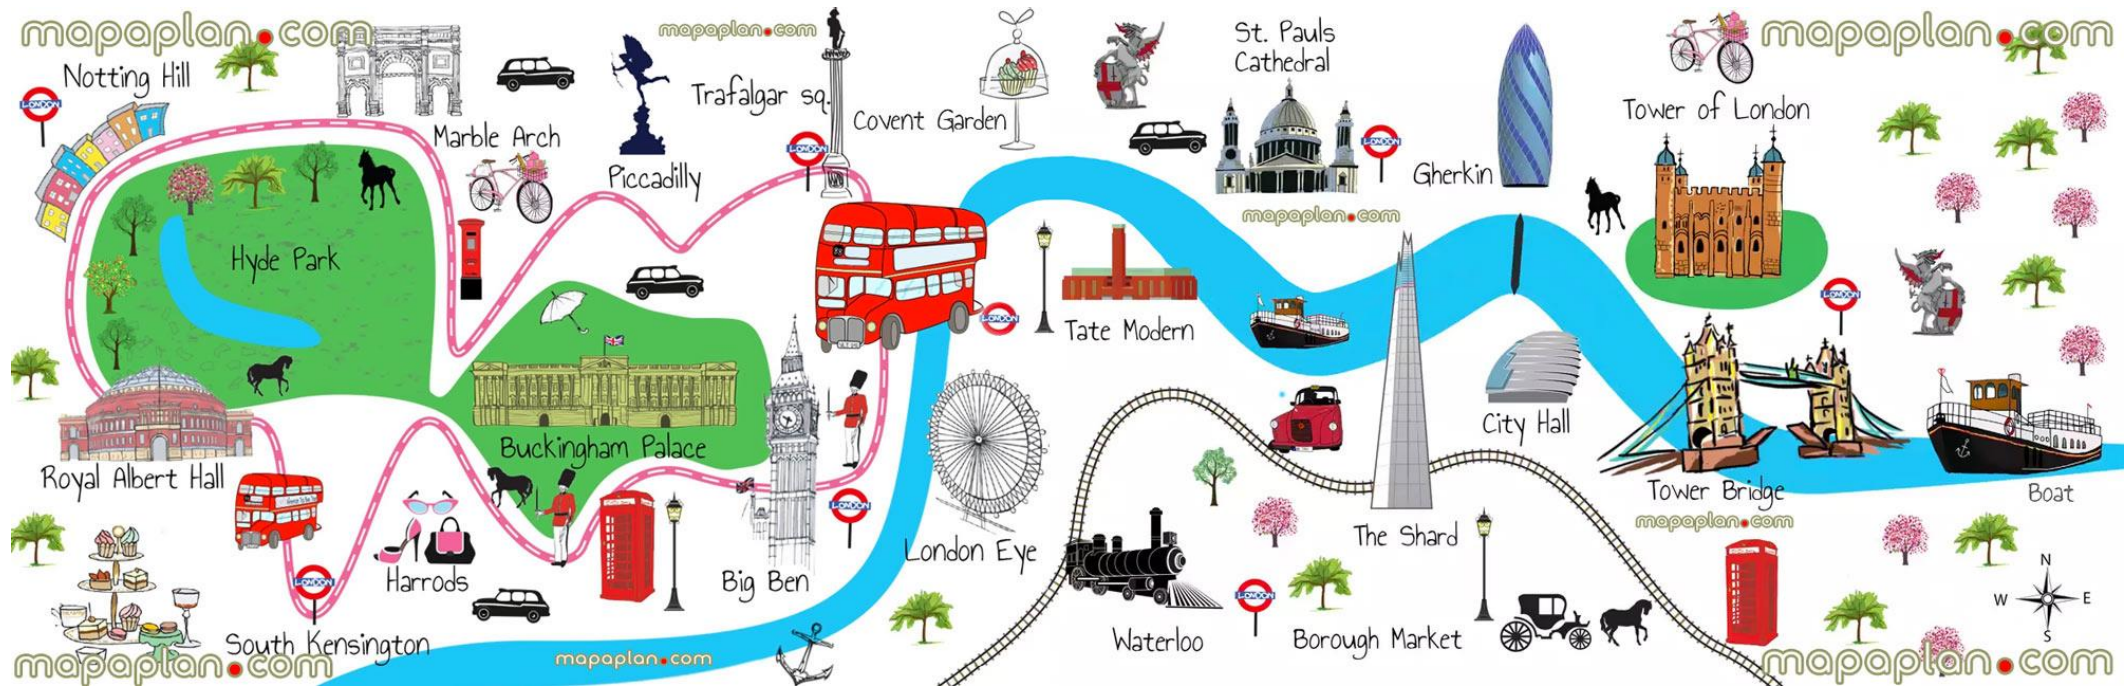 mapaplan.com
mapaplan.com
mapaplan.com
Notting Hill
LONDON
Marble Arch
Piccadilly
Trafalgar sq.
LONDON
Covent Garden
St. Pauls
Cathedral
LONDON
mapaplan.com
Gherkin
Tower of London
Hyde Park
LONDON
Tate Modern
LONDON
Royal Albert Hall
Buckingham Palace
City Hall
Tower Bridge
mapaplan.com
Boat
LONDON
London Eye
The Shard
LONDON
Harrods
Big Ben
South Kensington
LONDON
Waterloo
Borough Market
N
W
E
S
mapaplan.com
mapaplan.com
mapaplan.com